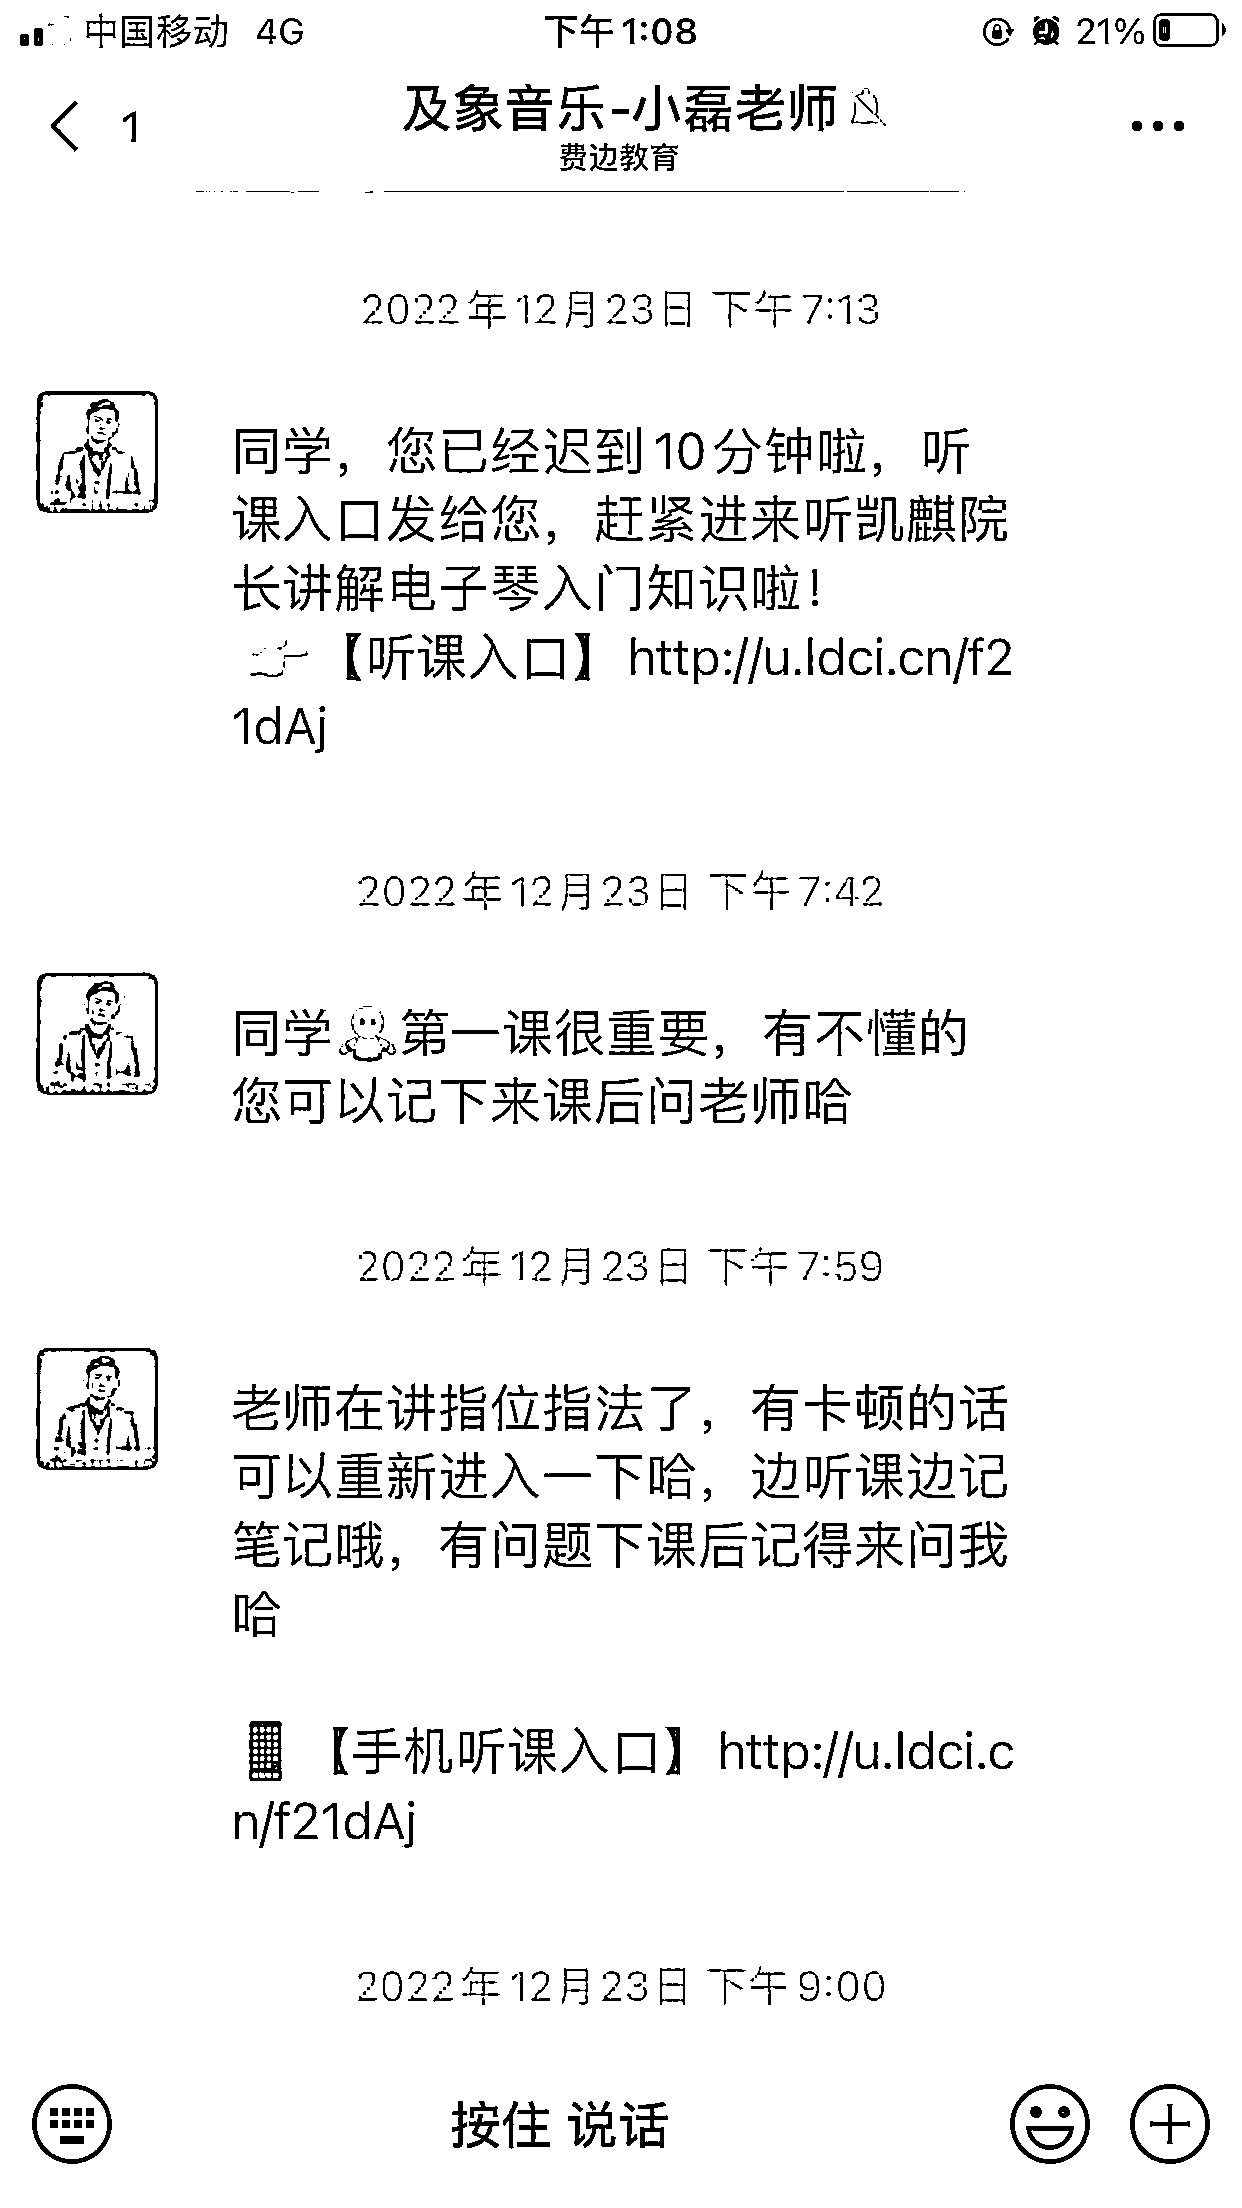 中国移动 4G 下午1:08 21%
1 及象音乐-小磊老师
费边教育
2022年12月23日 下午7:13
同学，您已经迟到10分钟啦，听
课入口发给您，赶紧进来听凯麒院
长讲解电子琴入门知识啦！
【听课入口】http://u.ldci.cn/f2
1dAj
2022年12月23日 下午7:42
同学第一课很重要，有不懂的
您可以记下来课后问老师哈
2022年12月23日 下午7:59
老师在讲指位指法了，有卡顿的话
可以重新进入一下哈，边听课边记
笔记哦，有问题下课后记得来问我
哈
【手机听课入口】http://u.ldci.c
n/f21dAj
2022年12月23日 下午9:00
按住 说话